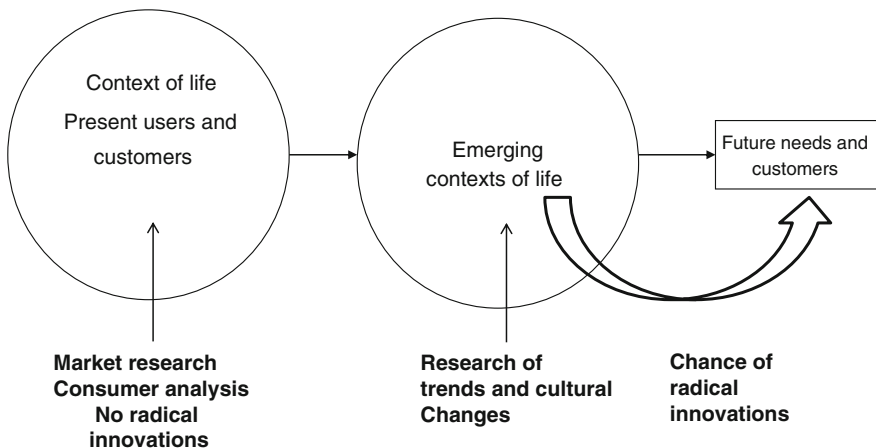 Context of life
Present users and
customers
Emerging
contexts of life
Future needs and
customers
Market research
Consumer analysis
No radical
innovations
Research of
trends and cultural
Changes
Chance of
radical
innovations